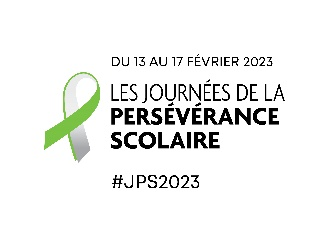 DU 13 AU 17 FÉVRIER 2023
LES JOURNÉES DE LA
PERSÉVÉRANCE
SCOLAIRE
#JPS2023